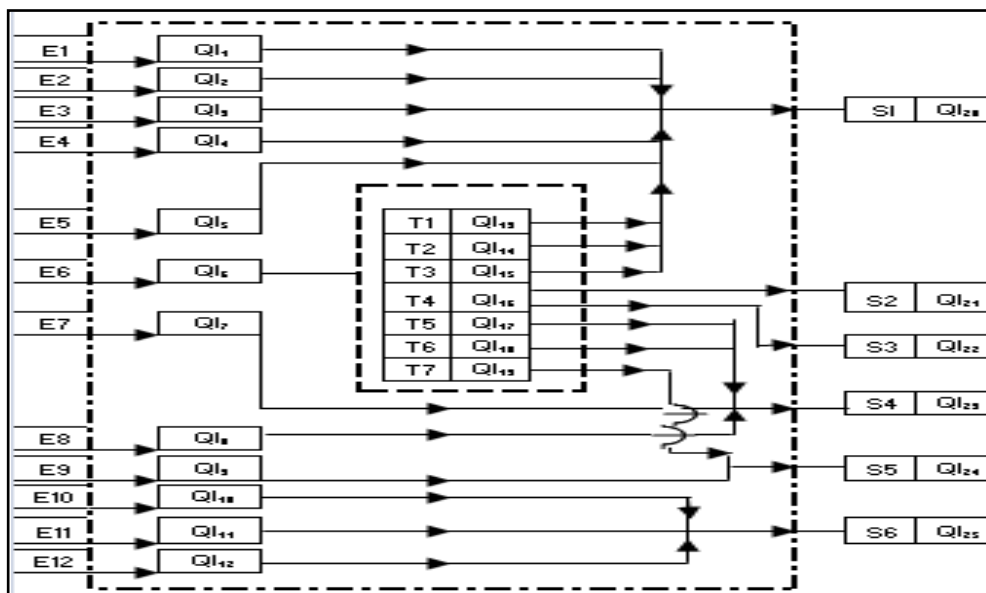 E1 QI₁
E2 QI₂
E3 QI₃ S1 QI₂₀
E4 QI₄
E5 QI₅ T1 QI₁₃
T2 QI₁₄
E6 QI₆ T3 QI₁₅
T4 QI₁₆ S2 QI₂₁
E7 QI₇ T5 QI₁₇
T6 QI₁₈ S3 QI₂₂
T7 QI₁₉
S4 QI₂₃
E8 QI₈
E9 QI₉ S5 QI₂₄
E10 QI₁₀
E11 QI₁₁ S6 QI₂₅
E12 QI₁₂